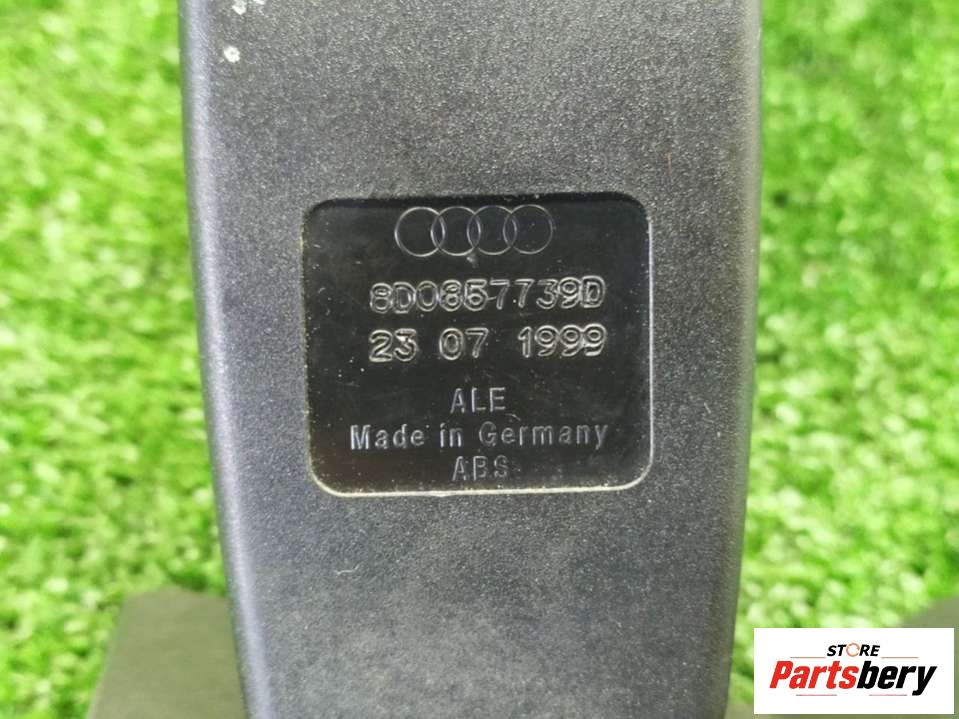 8D0857739D
23 07 1999
ALE
Made in Germany
ABS
STORE
Partsbery